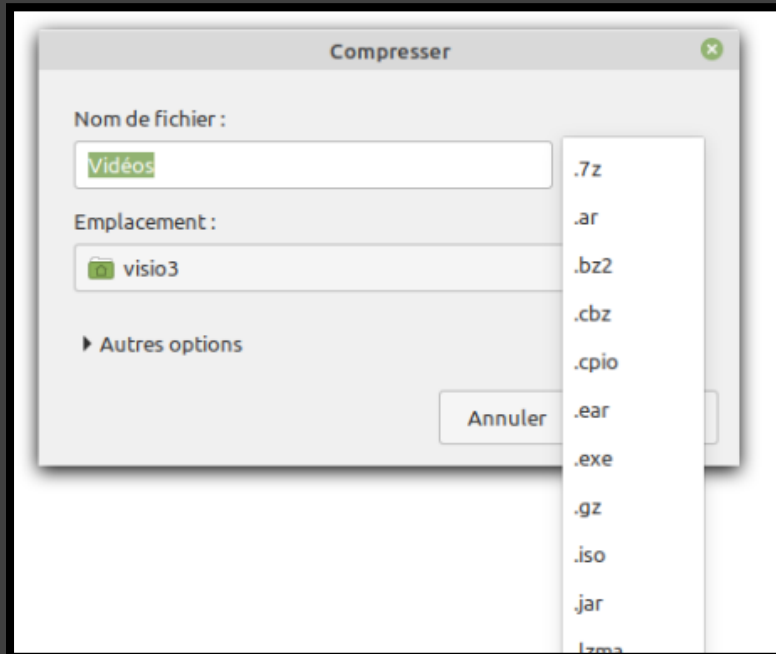 Compresser
Nom de fichier :
Vidéos
Emplacement :
visio3
Autres options
Annuler
.7z
.ar
.bz2
.cbz
.cpio
.ear
.exe
.gz
.iso
.jar
.lzma